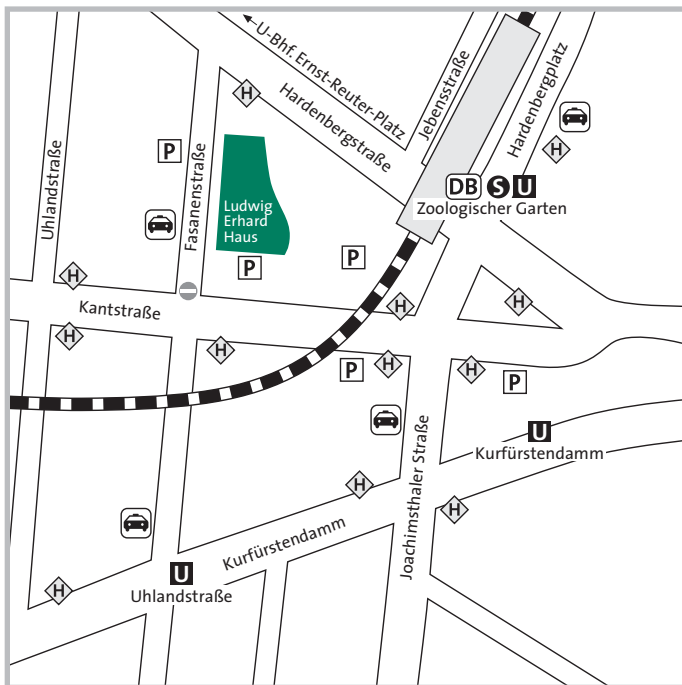 U-Bhf. Ernst-Reuter-Platz
Hardenbergstraße
Jebensstraße
Hardenbergplatz
H
H
P
Uhlandstraße
Fasanenstraße
Ludwig
Erhard
Haus
DB S U
Zoologischer Garten
P
P
H
H
H
Kantstraße
H
H
H
H
P
P
Joachimsthaler Straße
U
Kurfürstendamm
H
H
Kurfürstendamm
U
Uhlandstraße
H